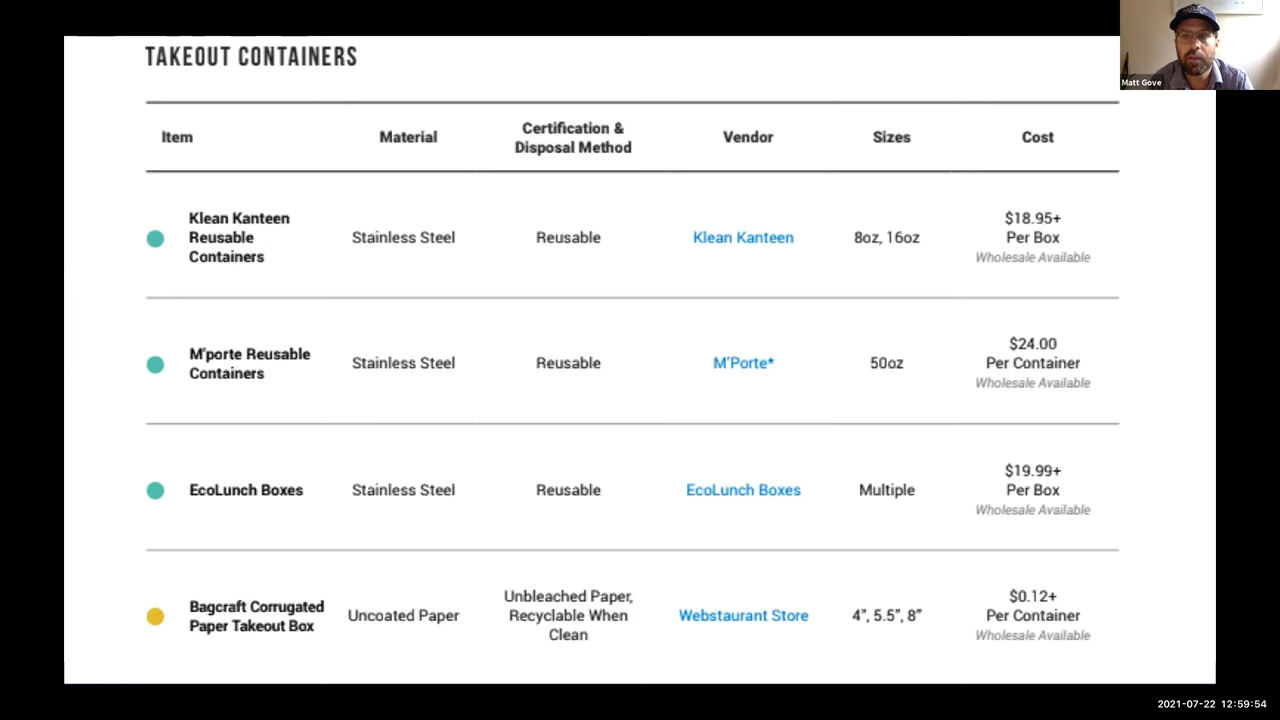 TAKEOUT CONTAINERS
Matt Gove
Item
Material
Certification &
Disposal Method
Vendor
Sizes
Cost
Klean Kanteen
Reusable
Containers
Stainless Steel
Reusable
Klean Kanteen
8oz, 16oz
$18.95+
Per Box
Wholesale Available
M'porte Reusable
Containers
Stainless Steel
Reusable
M'Porte*
50oz
$24.00
Per Container
Wholesale Available
EcoLunch Boxes
Stainless Steel
Reusable
EcoLunch Boxes
Multiple
$19.99+
Per Box
Wholesale Available
Bagcraft Corrugated
Paper Takeout Box
Uncoated Paper
Unbleached Paper,
Recyclable When
Clean
Webstaurant Store
4”, 5.5”, 8”
$0.12+
Per Container
Wholesale Available
2021-07-22 12:59:54